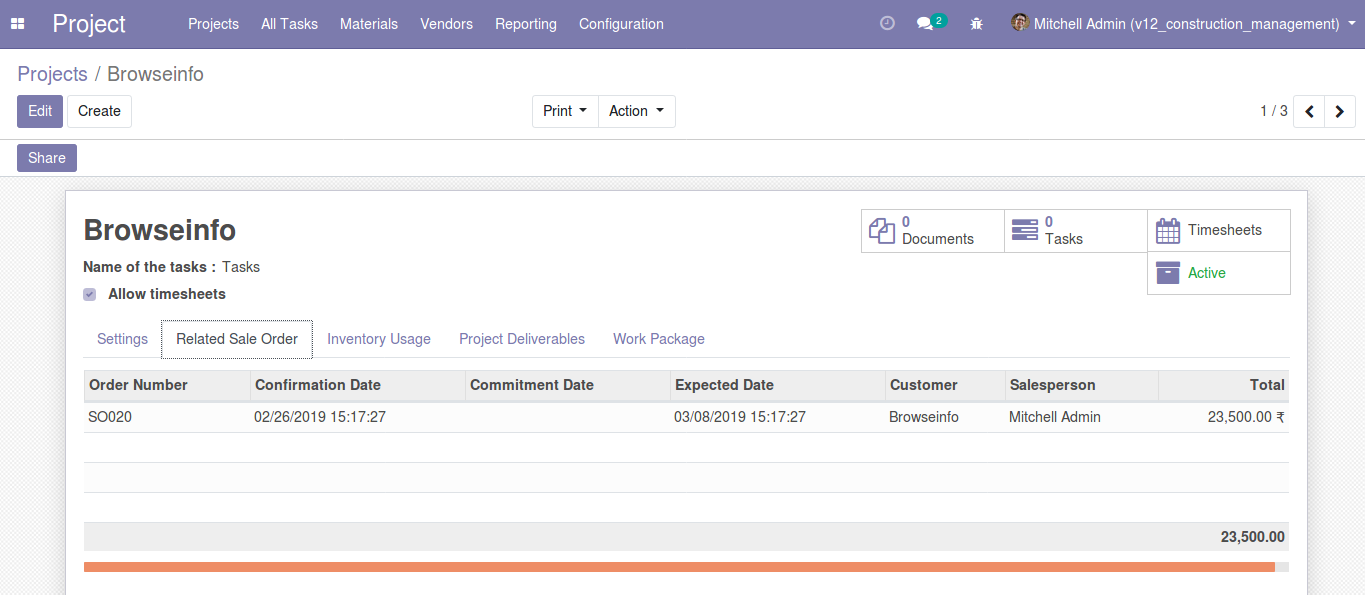 Project Projects All Tasks Materials Vendors Reporting Configuration 2 Mitchell Admin (v12_construction_management)
Projects / Browseinfo
Edit Create Print Action 1 / 3
Share
Browseinfo
0 Documents 0 Tasks Timesheets
Active
Name of the tasks : Tasks
Allow timesheets
Settings Related Sale Order Inventory Usage Project Deliverables Work Package
Order Number Confirmation Date Commitment Date Expected Date Customer Salesperson Total
SO020 02/26/2019 15:17:27 03/08/2019 15:17:27 Browseinfo Mitchell Admin 23,500.00 ₹
23,500.00